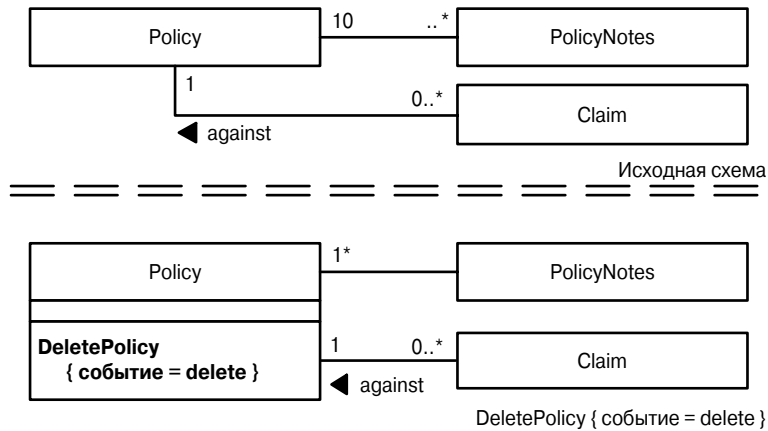 Policy 10 ..* PolicyNotes
1 0..* Claim
against
Исходная схема
Policy 1* PolicyNotes
DeletePolicy 1 0..* Claim
{ событие = delete } against
DeletePolicy { событие = delete }